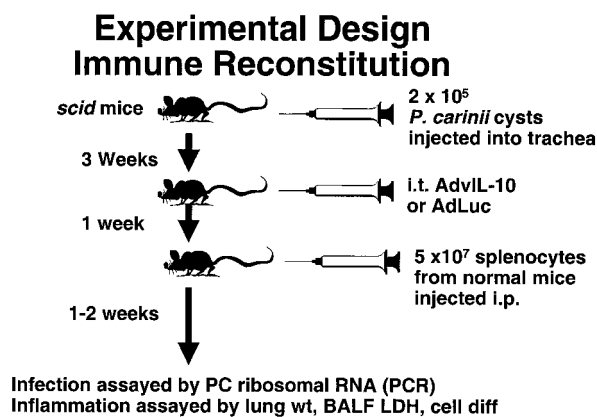 Experimental Design
Immune Reconstitution
scid mice
2 x 10⁵
P. carinii cysts
injected into trachea
3 Weeks
i.t. AdvIL-10
or AdLuc
1 week
5 x10⁷ splenocytes
from normal mice
injected i.p.
1-2 weeks
Infection assayed by PC ribosomal RNA (PCR)
Inflammation assayed by lung wt, BALF LDH, cell diff